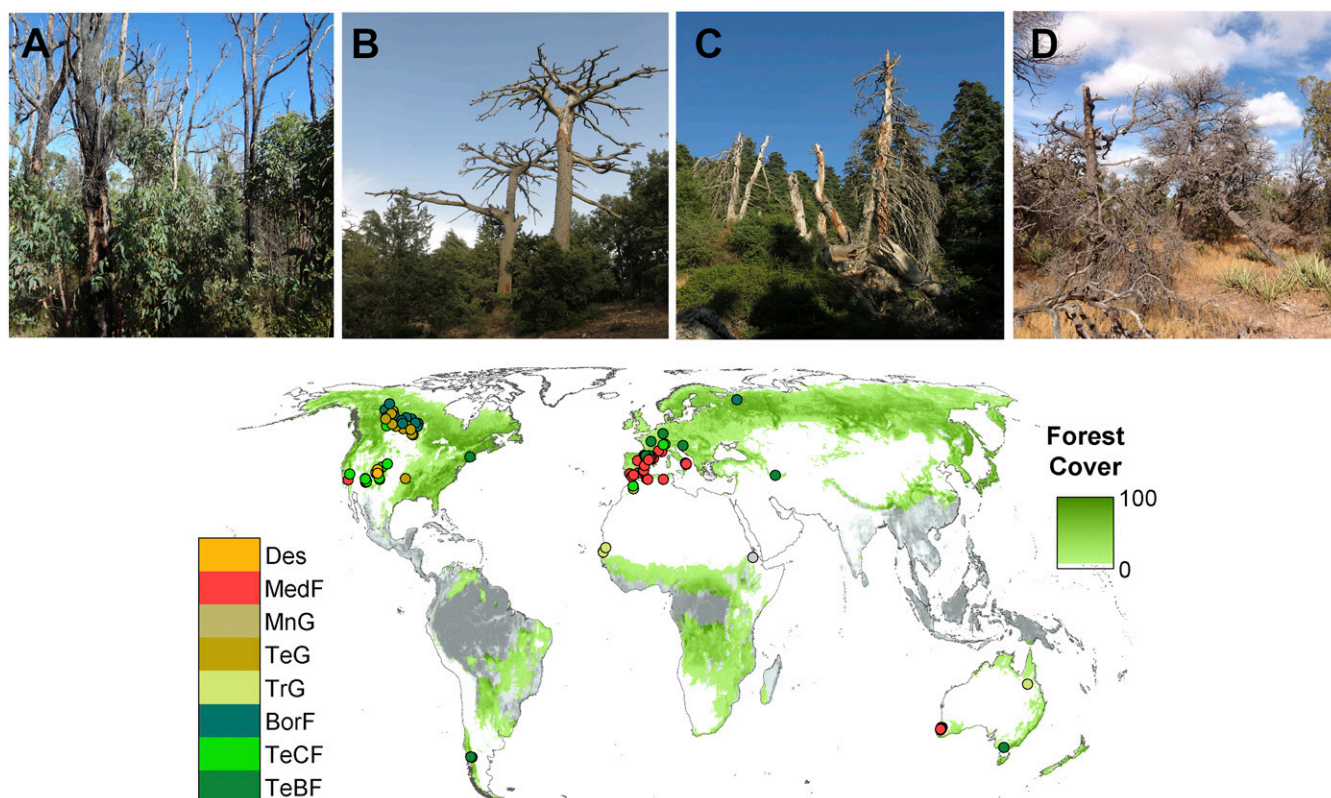 A
B
C
D
Forest
Cover
100
0
Des
MedF
MnG
TeG
TrG
BorF
TeCF
TeBF